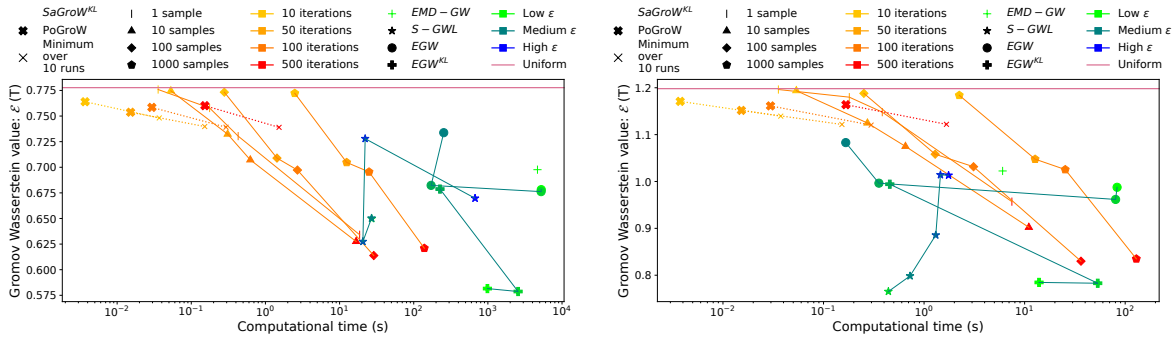 SaGroW^KL
PoGroW
Minimum
over
10 runs
1 sample
10 samples
100 samples
1000 samples
10 iterations
50 iterations
100 iterations
500 iterations
EMD − GW
S − GWL
EGW
EGW^KL
Low ε
Medium ε
High ε
Uniform
Gromov Wasserstein value: ℰ (T)
0.775
0.750
0.725
0.700
0.675
0.650
0.625
0.600
0.575
10^−2
10^−1
10^0
10^1
10^2
10^3
10^4
Computational time (s)
SaGroW^KL
PoGroW
Minimum
over
10 runs
1 sample
10 samples
100 samples
1000 samples
10 iterations
50 iterations
100 iterations
500 iterations
EMD − GW
S − GWL
EGW
EGW^KL
Low ε
Medium ε
High ε
Uniform
Gromov Wasserstein value: ℰ (T)
1.2
1.1
1.0
0.9
0.8
10^−2
10^−1
10^0
10^1
10^2
Computational time (s)